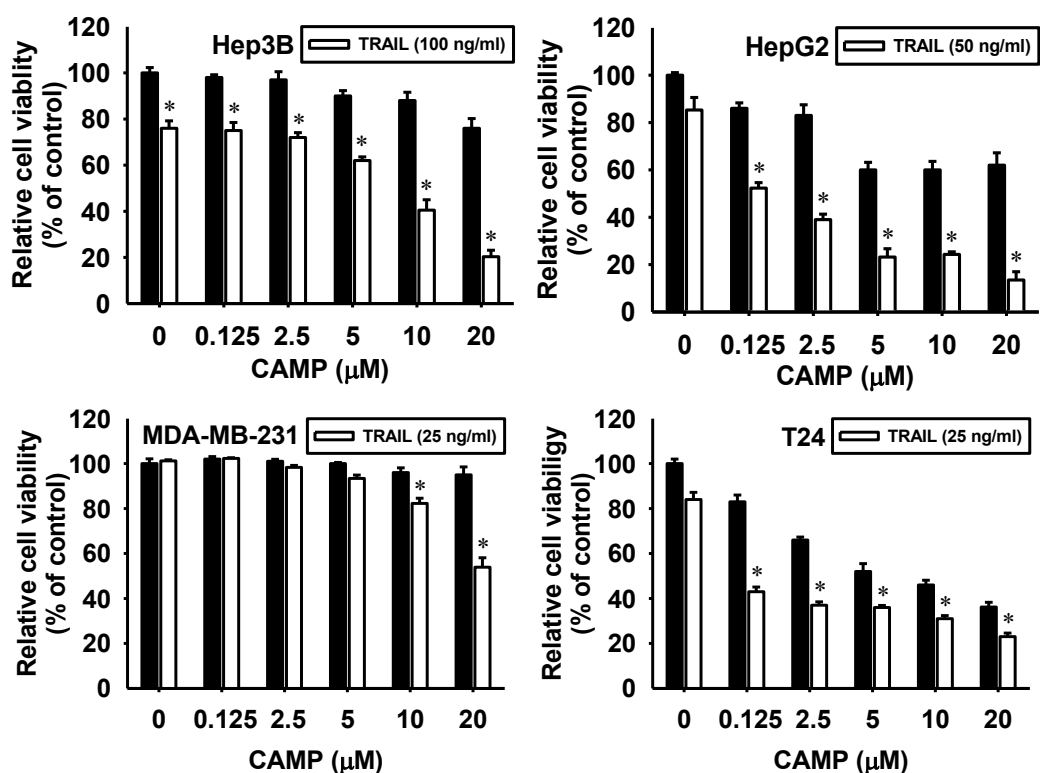 Hep3B
TRAIL (100 ng/ml)
Relative cell viablity
(% of control)
120
100
80
60
40
20
0
* * * * * *
0 0.125 2.5 5 10 20
CAMP (μM)
HepG2
TRAIL (50 ng/ml)
Relative cell viability
(% of control)
120
100
80
60
40
20
0
* * * * *
0 0.125 2.5 5 10 20
CAMP (μM)
MDA-MB-231
TRAIL (25 ng/ml)
Relative cell viability
(% of control)
120
100
80
60
40
20
0
* *
0 0.125 2.5 5 10 20
CAMP (μM)
T24
TRAIL (25 ng/ml)
Relative cell viabiligy
(% of control)
120
100
80
60
40
20
0
* * * * *
0 0.125 2.5 5 10 20
CAMP (μM)